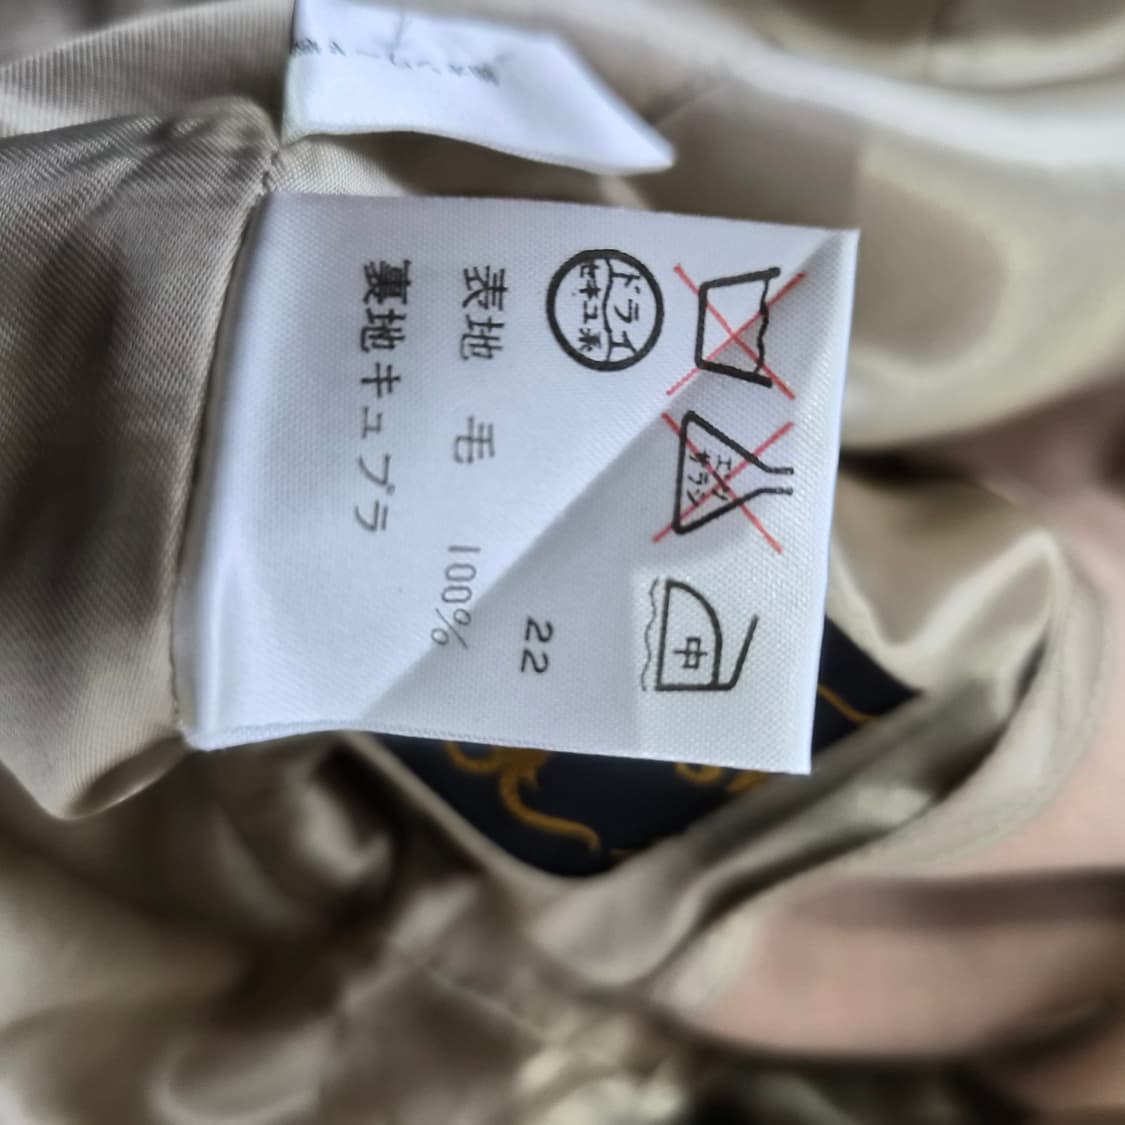 エンソ
サラシ
中
ドライ
セキユ系
22
表地 毛 100%
裏地キュプラ